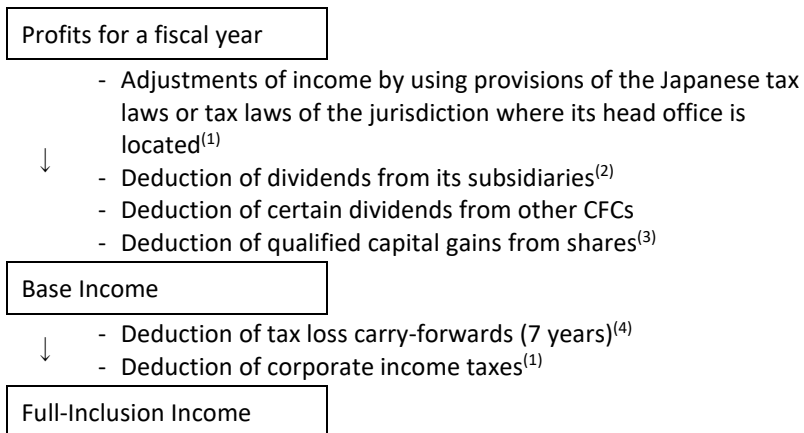 Profits for a fiscal year
- Adjustments of income by using provisions of the Japanese tax
laws or tax laws of the jurisdiction where its head office is
located(1)
↓
- Deduction of dividends from its subsidiaries(2)
- Deduction of certain dividends from other CFCs
- Deduction of qualified capital gains from shares(3)
Base Income
↓
- Deduction of tax loss carry-forwards (7 years)(4)
- Deduction of corporate income taxes(1)
Full-Inclusion Income